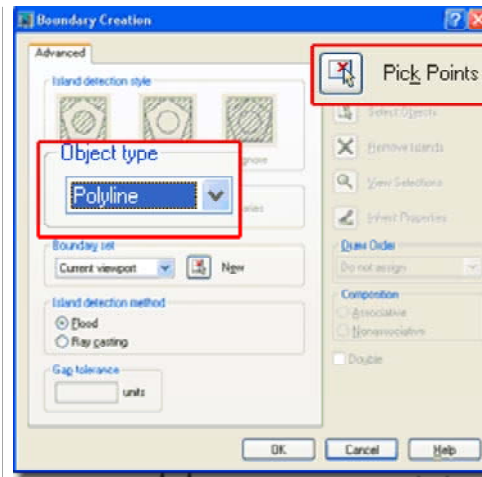 Boundary Creation
Advanced
Pick Points
Island detection style
Select Objects
Remove Islands
View Selections
Inherit Properties
Object type
Polyline
Boundary set
Current viewport
New
Draw Order
Do not assign
Island detection method
Flood
Ray casting
Composition
Associative
Nonassociative
Double
Gap tolerance
units
OK
Cancel
Help